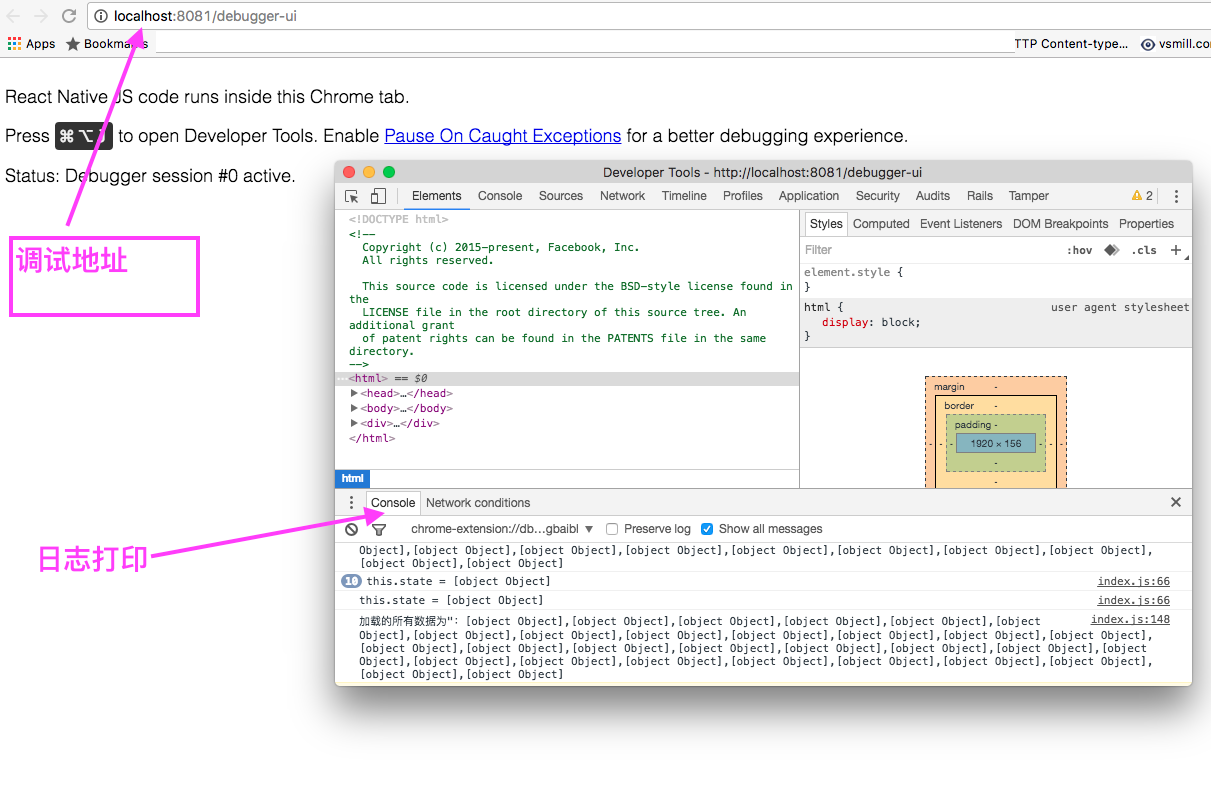 localhost:8081/debugger-ui
Apps Bookmarks TTP Content-type... vsmill.co
React Native JS code runs inside this Chrome tab.
Press ⌘⌥J to open Developer Tools. Enable Pause On Caught Exceptions for a better debugging experience.
Status: Debugger session #0 active.
调试地址
日志打印
Developer Tools - http://localhost:8081/debugger-ui
Elements Console Sources Network Timeline Profiles Application Security Audits Rails Tamper 2
<!DOCTYPE html>
<!--
Copyright (c) 2015-present, Facebook, Inc.
All rights reserved.
This source code is licensed under the BSD-style license found in
the
LICENSE file in the root directory of this source tree. An
additional grant
of patent rights can be found in the PATENTS file in the same
directory.
-->
…<html> == $0
▶<head>…</head>
▶<body>…</body>
▶<div>…</div>
</html>
html
Styles Computed Event Listeners DOM Breakpoints Properties
Filter :hov .cls +
element.style {
}
html { user agent stylesheet
display: block;
}
margin -
border -
padding -
- - - 1920 × 156 - - -
-
-
Console Network conditions
chrome-extension://db...gbaibl ▼ Preserve log Show all messages
Object],[object Object],[object Object],[object Object],[object Object],[object Object],[object Object],[object Object],
[object Object],[object Object]
10 this.state = [object Object] index.js:66
this.state = [object Object] index.js:66
加载的所有数据为": [object Object],[object Object],[object Object],[object Object],[object Object],[object index.js:148
Object],[object Object],[object Object],[object Object],[object Object],[object Object],[object Object],[object Object],
[object Object],[object Object],[object Object],[object Object],[object Object],[object Object],[object Object],[object
Object],[object Object],[object Object],[object Object],[object Object],[object Object],[object Object],[object Object],
[object Object],[object Object]